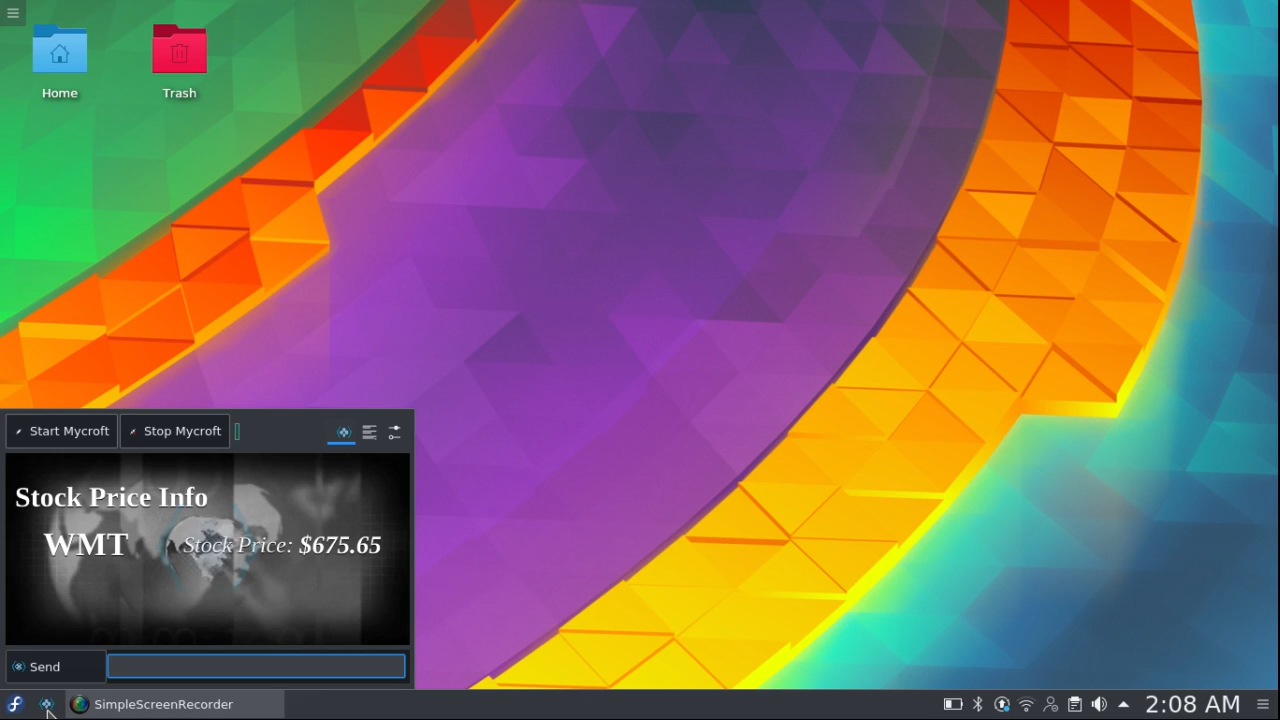 Home
Trash
Start Mycroft
Stop Mycroft
Stock Price Info
WMT Stock Price: $675.65
Send
SimpleScreenRecorder
2:08 AM